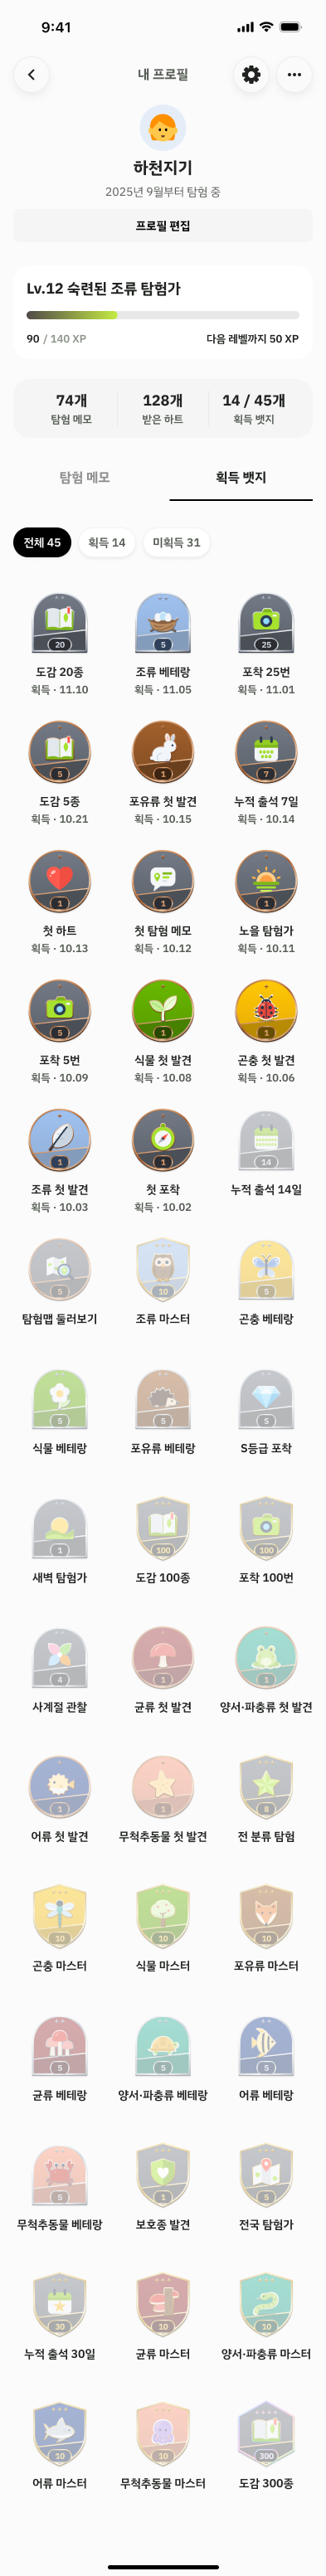 9:41
내 프로필
하천지기
2025년 9월부터 탐험 중
프로필 편집
Lv.12 숙련된 조류 탐험가
90 / 140 XP
다음 레벨까지 50 XP
74개 128개 14 / 45개
탐험 메모 받은 하트 획득 뱃지
탐험 메모 획득 뱃지
전체 45 획득 14 미획득 31
20 5 25
도감 20종 조류 베테랑 포착 25번
획득 · 11.10 획득 · 11.05 획득 · 11.01
5 1 7
도감 5종 포유류 첫 발견 누적 출석 7일
획득 · 10.21 획득 · 10.15 획득 · 10.14
1 1 1
첫 하트 첫 탐험 메모 노을 탐험가
획득 · 10.13 획득 · 10.12 획득 · 10.11
5 1 1
포착 5번 식물 첫 발견 곤충 첫 발견
획득 · 10.09 획득 · 10.08 획득 · 10.06
1 1 14
조류 첫 발견 첫 포착 누적 출석 14일
획득 · 10.03 획득 · 10.02
5 10 5
탐험맵 둘러보기 조류 마스터 곤충 베테랑
5 5 5
식물 베테랑 포유류 베테랑 S등급 포착
1 100 100
새벽 탐험가 도감 100종 포착 100번
4 1 1
사계절 관찰 균류 첫 발견 양서·파충류 첫 발견
1 1 8
어류 첫 발견 무척추동물 첫 발견 전 분류 탐험
10 10 10
곤충 마스터 식물 마스터 포유류 마스터
5 5 5
균류 베테랑 양서·파충류 베테랑 어류 베테랑
5 1 5
무척추동물 베테랑 보호종 발견 전국 탐험가
30 10 10
누적 출석 30일 균류 마스터 양서·파충류 마스터
10 10 300
어류 마스터 무척추동물 마스터 도감 300종